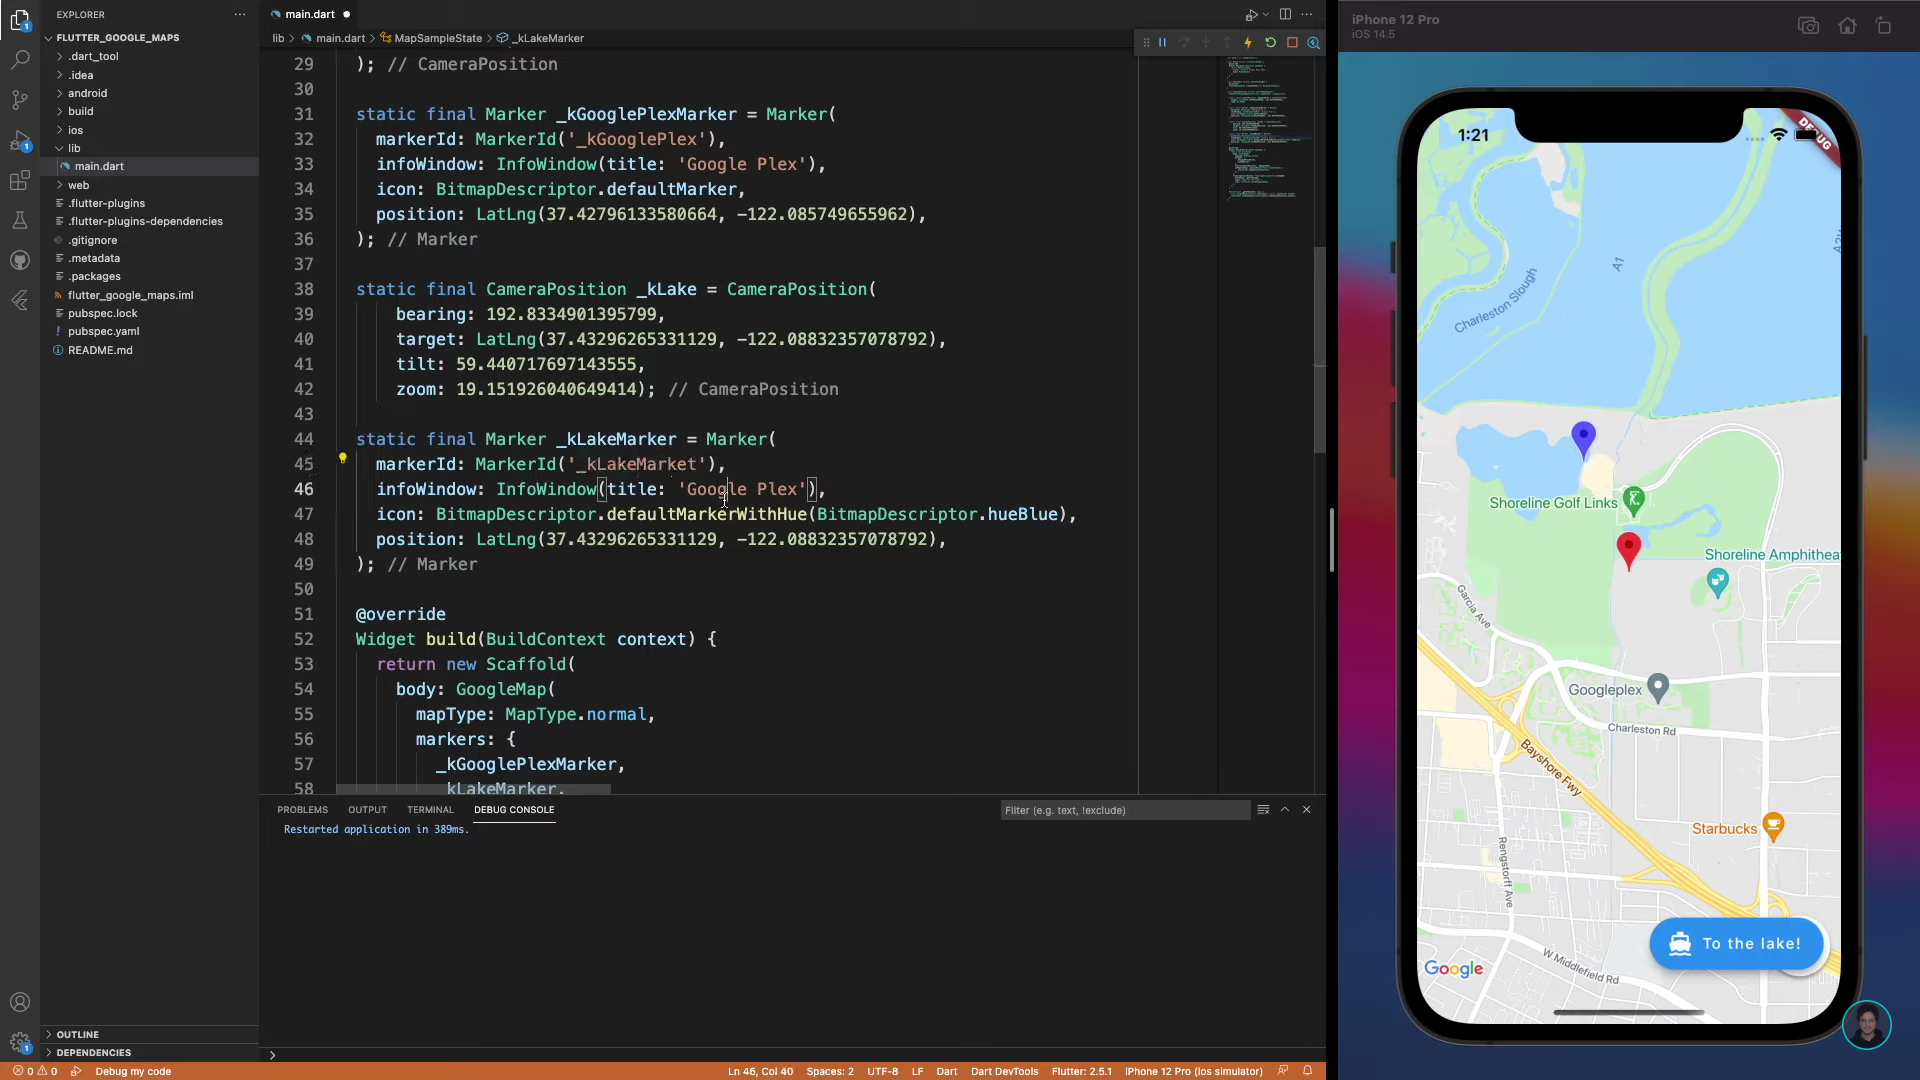 EXPLORER
FLUTTER_GOOGLE_MAPS
.dart_tool
.idea
android
build
ios
lib
main.dart
web
.flutter-plugins
.flutter-plugins-dependencies
.gitignore
.metadata
.packages
flutter_google_maps.iml
pubspec.lock
pubspec.yaml
README.md
OUTLINE
DEPENDENCIES
main.dart
lib > main.dart > MapSampleState > _kLakeMarker
29 ); // CameraPosition
30
31 static final Marker _kGooglePlexMarker = Marker(
32 markerId: MarkerId('_kGooglePlex'),
33 infoWindow: InfoWindow(title: 'Google Plex'),
34 icon: BitmapDescriptor.defaultMarker,
35 position: LatLng(37.42796133580664, -122.085749655962),
36 ); // Marker
37
38 static final CameraPosition _kLake = CameraPosition(
39 bearing: 192.8334901395799,
40 target: LatLng(37.43296265331129, -122.08832357078792),
41 tilt: 59.440717697143555,
42 zoom: 19.151926040649414); // CameraPosition
43
44 static final Marker _kLakeMarker = Marker(
45 markerId: MarkerId('_kLakeMarket'),
46 infoWindow: InfoWindow(title: 'Google Plex'),
47 icon: BitmapDescriptor.defaultMarkerWithHue(BitmapDescriptor.hueBlue),
48 position: LatLng(37.43296265331129, -122.08832357078792),
49 ); // Marker
50
51 @override
52 Widget build(BuildContext context) {
53 return new Scaffold(
54 body: GoogleMap(
55 mapType: MapType.normal,
56 markers: {
57 _kGooglePlexMarker,
58 _kLakeMarker,
PROBLEMS OUTPUT TERMINAL DEBUG CONSOLE
Filter (e.g. text, !exclude)
Restarted application in 389ms.
0 0 Debug my code
Ln 46, Col 40 Spaces: 2 UTF-8 LF Dart Dart DevTools Flutter: 2.5.1 iPhone 12 Pro (ios simulator)
iPhone 12 Pro
iOS 14.5
1:21
DEBUG
A1
Charleston Slough
Shoreline Golf Links
Shoreline Amphithea
Garcia Ave
Googleplex
Charleston Rd
Bayshore Fwy
Starbucks
Rengstorff Ave
To the lake!
W Middlefield Rd
Google